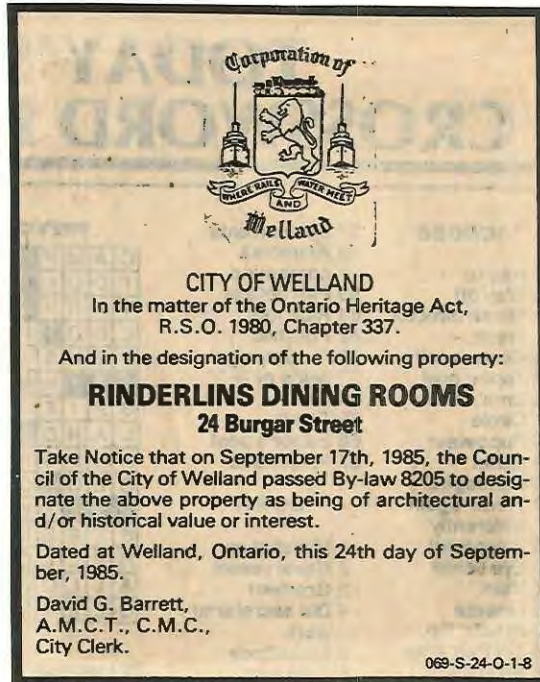 Corporation of
WHERE RAILS AND WATER MEET
Welland
CITY OF WELLAND
In the matter of the Ontario Heritage Act,
R.S.O. 1980, Chapter 337.
And in the designation of the following property:
RINDERLINS DINING ROOMS
24 Burgar Street
Take Notice that on September 17th, 1985, the Coun-
cil of the City of Welland passed By-law 8205 to desig-
nate the above property as being of architectural an-
d/or historical value or interest.
Dated at Welland, Ontario, this 24th day of Septem-
ber, 1985.
David G. Barrett,
A.M.C.T., C.M.C.,
City Clerk.
069-S-24-O-1-8